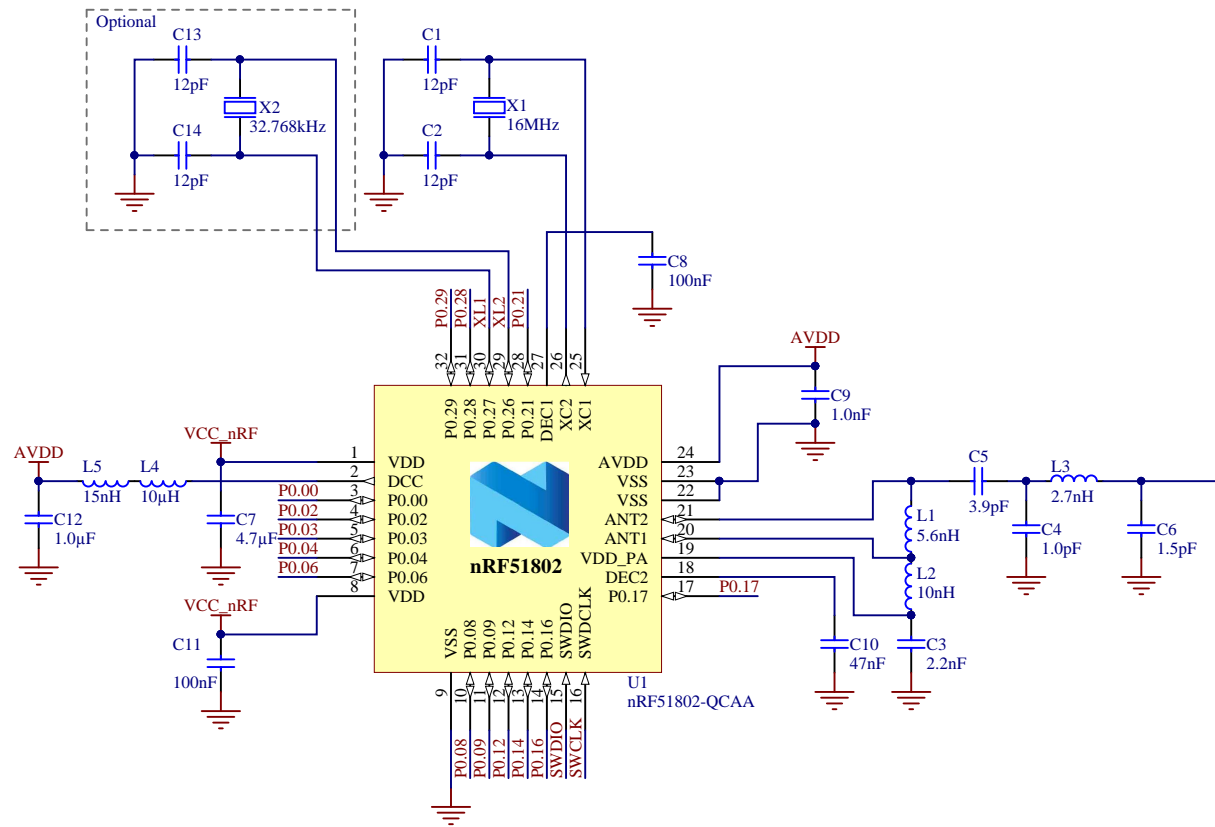 Optional
C13
12pF
X2
32.768kHz
C14
12pF
C1
12pF
X1
16MHz
C2
12pF
C8
100nF
P0.29
P0.28
XL1
XL2
P0.21
32
31
30
29
28
27
26
25
P0.29
P0.28
P0.27
P0.26
P0.21
DEC1
XC2
XC1
AVDD
C9
1.0nF
AVDD
L5
15nH
L4
10µH
C12
1.0µF
VCC_nRF
C7
4.7µF
1
2
3
4
5
6
7
8
P0.00
P0.02
P0.03
P0.04
P0.06
VDD
DCC
P0.00
P0.02
P0.03
P0.04
P0.06
VDD
nRF51802
AVDD
VSS
VSS
ANT2
ANT1
VDD_PA
DEC2
P0.17
24
23
22
21
20
19
18
17
P0.17
C5
3.9pF
L3
2.7nH
L1
5.6nH
C4
1.0pF
C6
1.5pF
L2
10nH
C10
47nF
C3
2.2nF
VCC_nRF
C11
100nF
VSS
P0.08
P0.09
P0.12
P0.14
P0.16
SWDIO
SWDCLK
U1
nRF51802-QCAA
9
10
11
12
13
14
15
16
P0.08
P0.09
P0.12
P0.14
P0.16
SWDIO
SWCLK